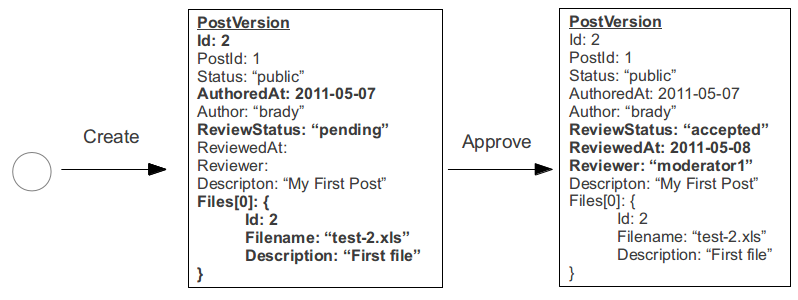 Create
PostVersion
Id: 2
PostId: 1
Status: “public”
AuthoredAt: 2011-05-07
Author: “brady”
ReviewStatus: “pending”
ReviewedAt:
Reviewer:
Descripton: “My First Post”
Files[0]: {
Id: 2
Filename: “test-2.xls”
Description: “First file”
}
Approve
PostVersion
Id: 2
PostId: 1
Status: “public”
AuthoredAt: 2011-05-07
Author: “brady”
ReviewStatus: “accepted”
ReviewedAt: 2011-05-08
Reviewer: “moderator1”
Descripton: “My First Post”
Files[0]: {
Id: 2
Filename: “test-2.xls”
Description: “First file”
}